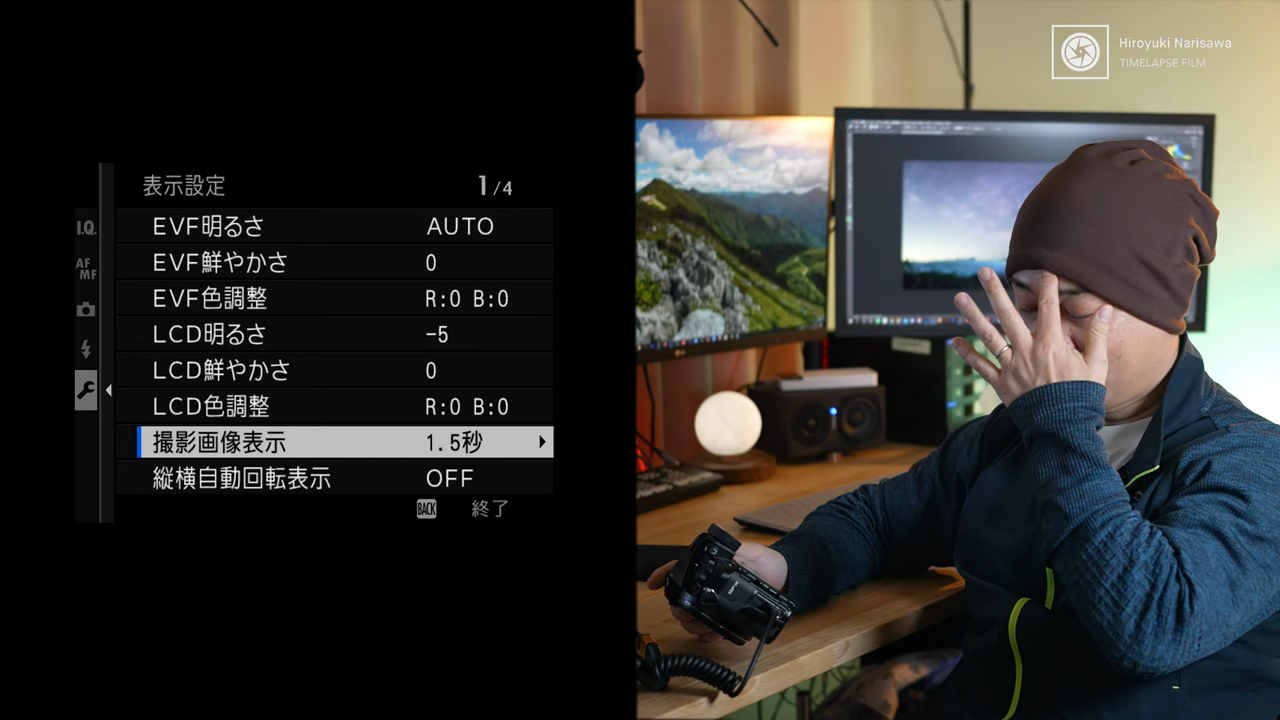 表示設定 1/4
I.Q.
EVF明るさ AUTO
AF MF
EVF鮮やかさ 0
EVF色調整 R:0 B:0
LCD明るさ -5
LCD鮮やかさ 0
LCD色調整 R:0 B:0
撮影画像表示 1.5秒
縦横自動回転表示 OFF
BACK 終了
Hiroyuki Narisawa
TIMELAPSE FILM
LG
GFX